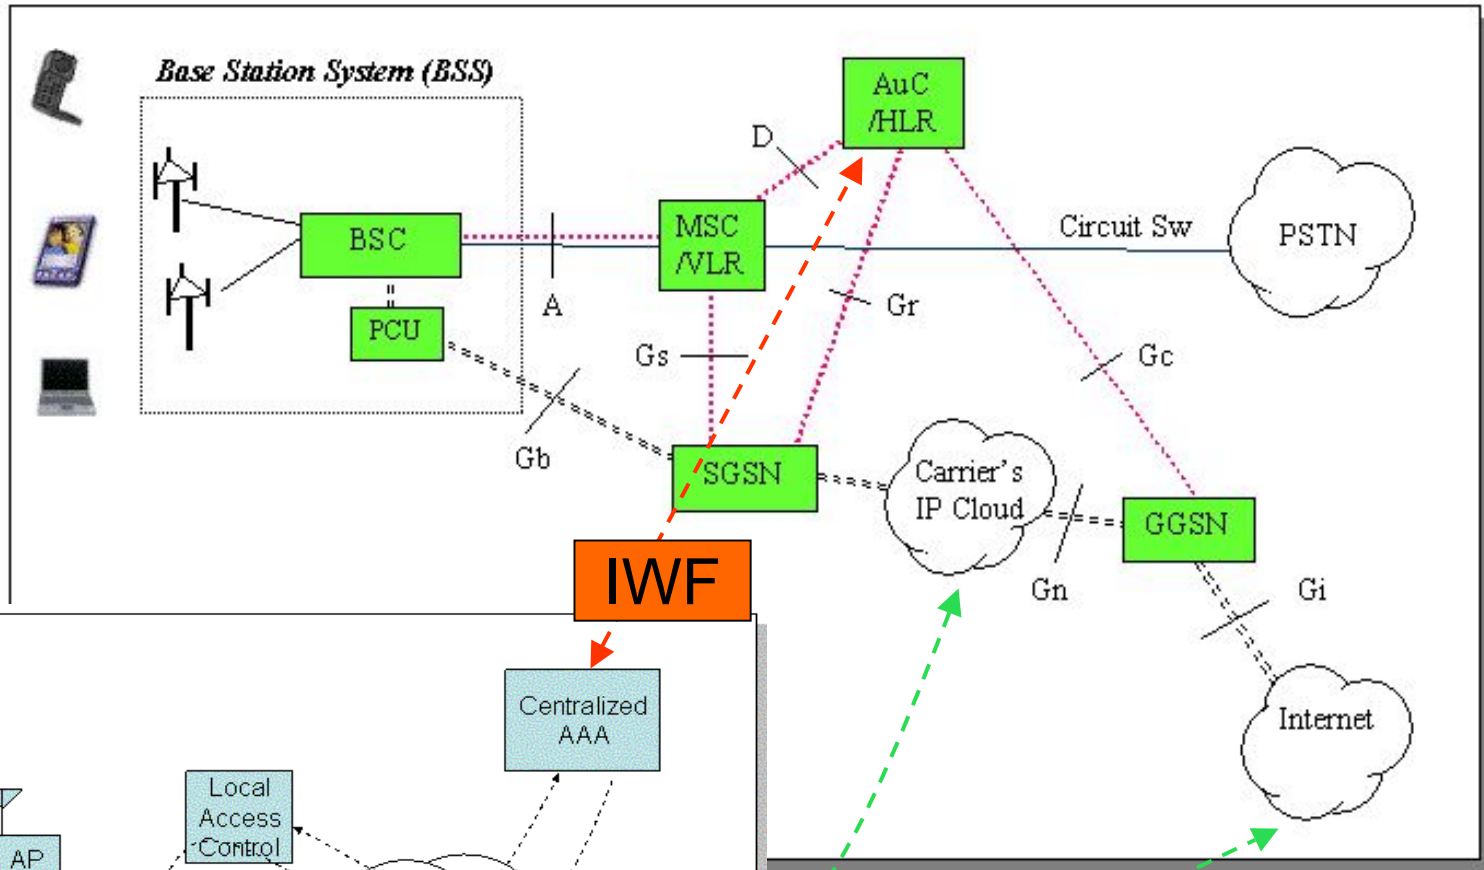 Base Station System (BSS)
AuC
/HLR
D
MSC
/VLR
BSC
Circuit Sw
PSTN
A
PCU
Gr
Gs
Gc
Gb
SGSN
Carrier's
IP Cloud
GGSN
Gn
Gi
IWF
Centralized
AAA
Internet
Local
Access
Control
AP